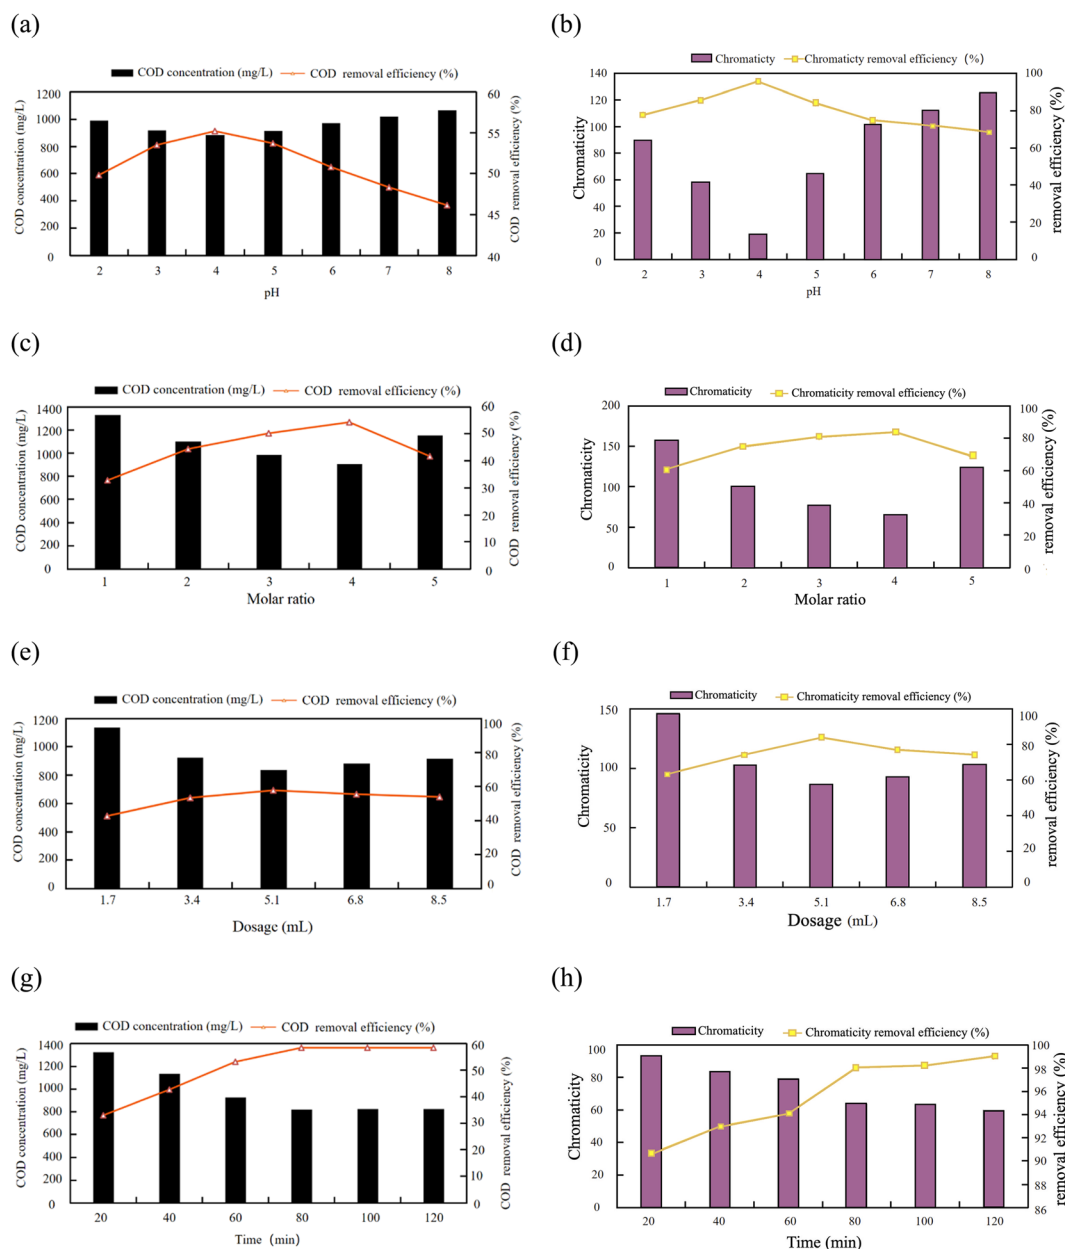 (a)
COD concentration (mg/L) COD removal efficiency (%)
COD concentration (mg/L)
1200
1000
800
600
400
200
0
60
55
50
45
40
COD removal efficiency (%)
2 3 4 5 6 7 8
pH
(b)
Chromaticity Chromaticity removal efficiency (%)
Chromaticity
140
120
100
80
60
40
20
0
100
80
60
40
20
0
removal efficiency (%)
2 3 4 5 6 7 8
pH
(c)
COD concentration (mg/L) COD removal efficiency (%)
COD concentration (mg/L)
1400
1200
1000
800
600
400
200
0
60
50
40
30
20
10
0
COD removal efficiency (%)
1 2 3 4 5
Molar ratio
(d)
Chromaticity Chromaticity removal efficiency (%)
Chromaticity
200
150
100
50
0
100
80
60
40
20
0
removal efficiency (%)
1 2 3 4 5
Molar ratio
(e)
COD concentration (mg/L) COD removal efficiency (%)
COD concentration (mg/L)
1200
1000
800
600
400
200
0
100
80
60
40
20
0
COD removal efficiency (%)
1.7 3.4 5.1 6.8 8.5
Dosage (mL)
(f)
Chromaticity Chromaticity removal efficiency (%)
Chromaticity
150
100
50
0
100
80
60
40
20
0
removal efficiency (%)
1.7 3.4 5.1 6.8 8.5
Dosage (mL)
(g)
COD concentration (mg/L) COD removal efficiency (%)
COD concentration (mg/L)
1400
1200
1000
800
600
400
200
0
60
50
40
30
20
10
0
COD removal efficiency (%)
20 40 60 80 100 120
Time (min)
(h)
Chromaticity Chromaticity removal efficiency (%)
Chromaticity
100
80
60
40
20
0
100
98
96
94
92
90
88
86
removal efficiency (%)
20 40 60 80 100 120
Time (min)